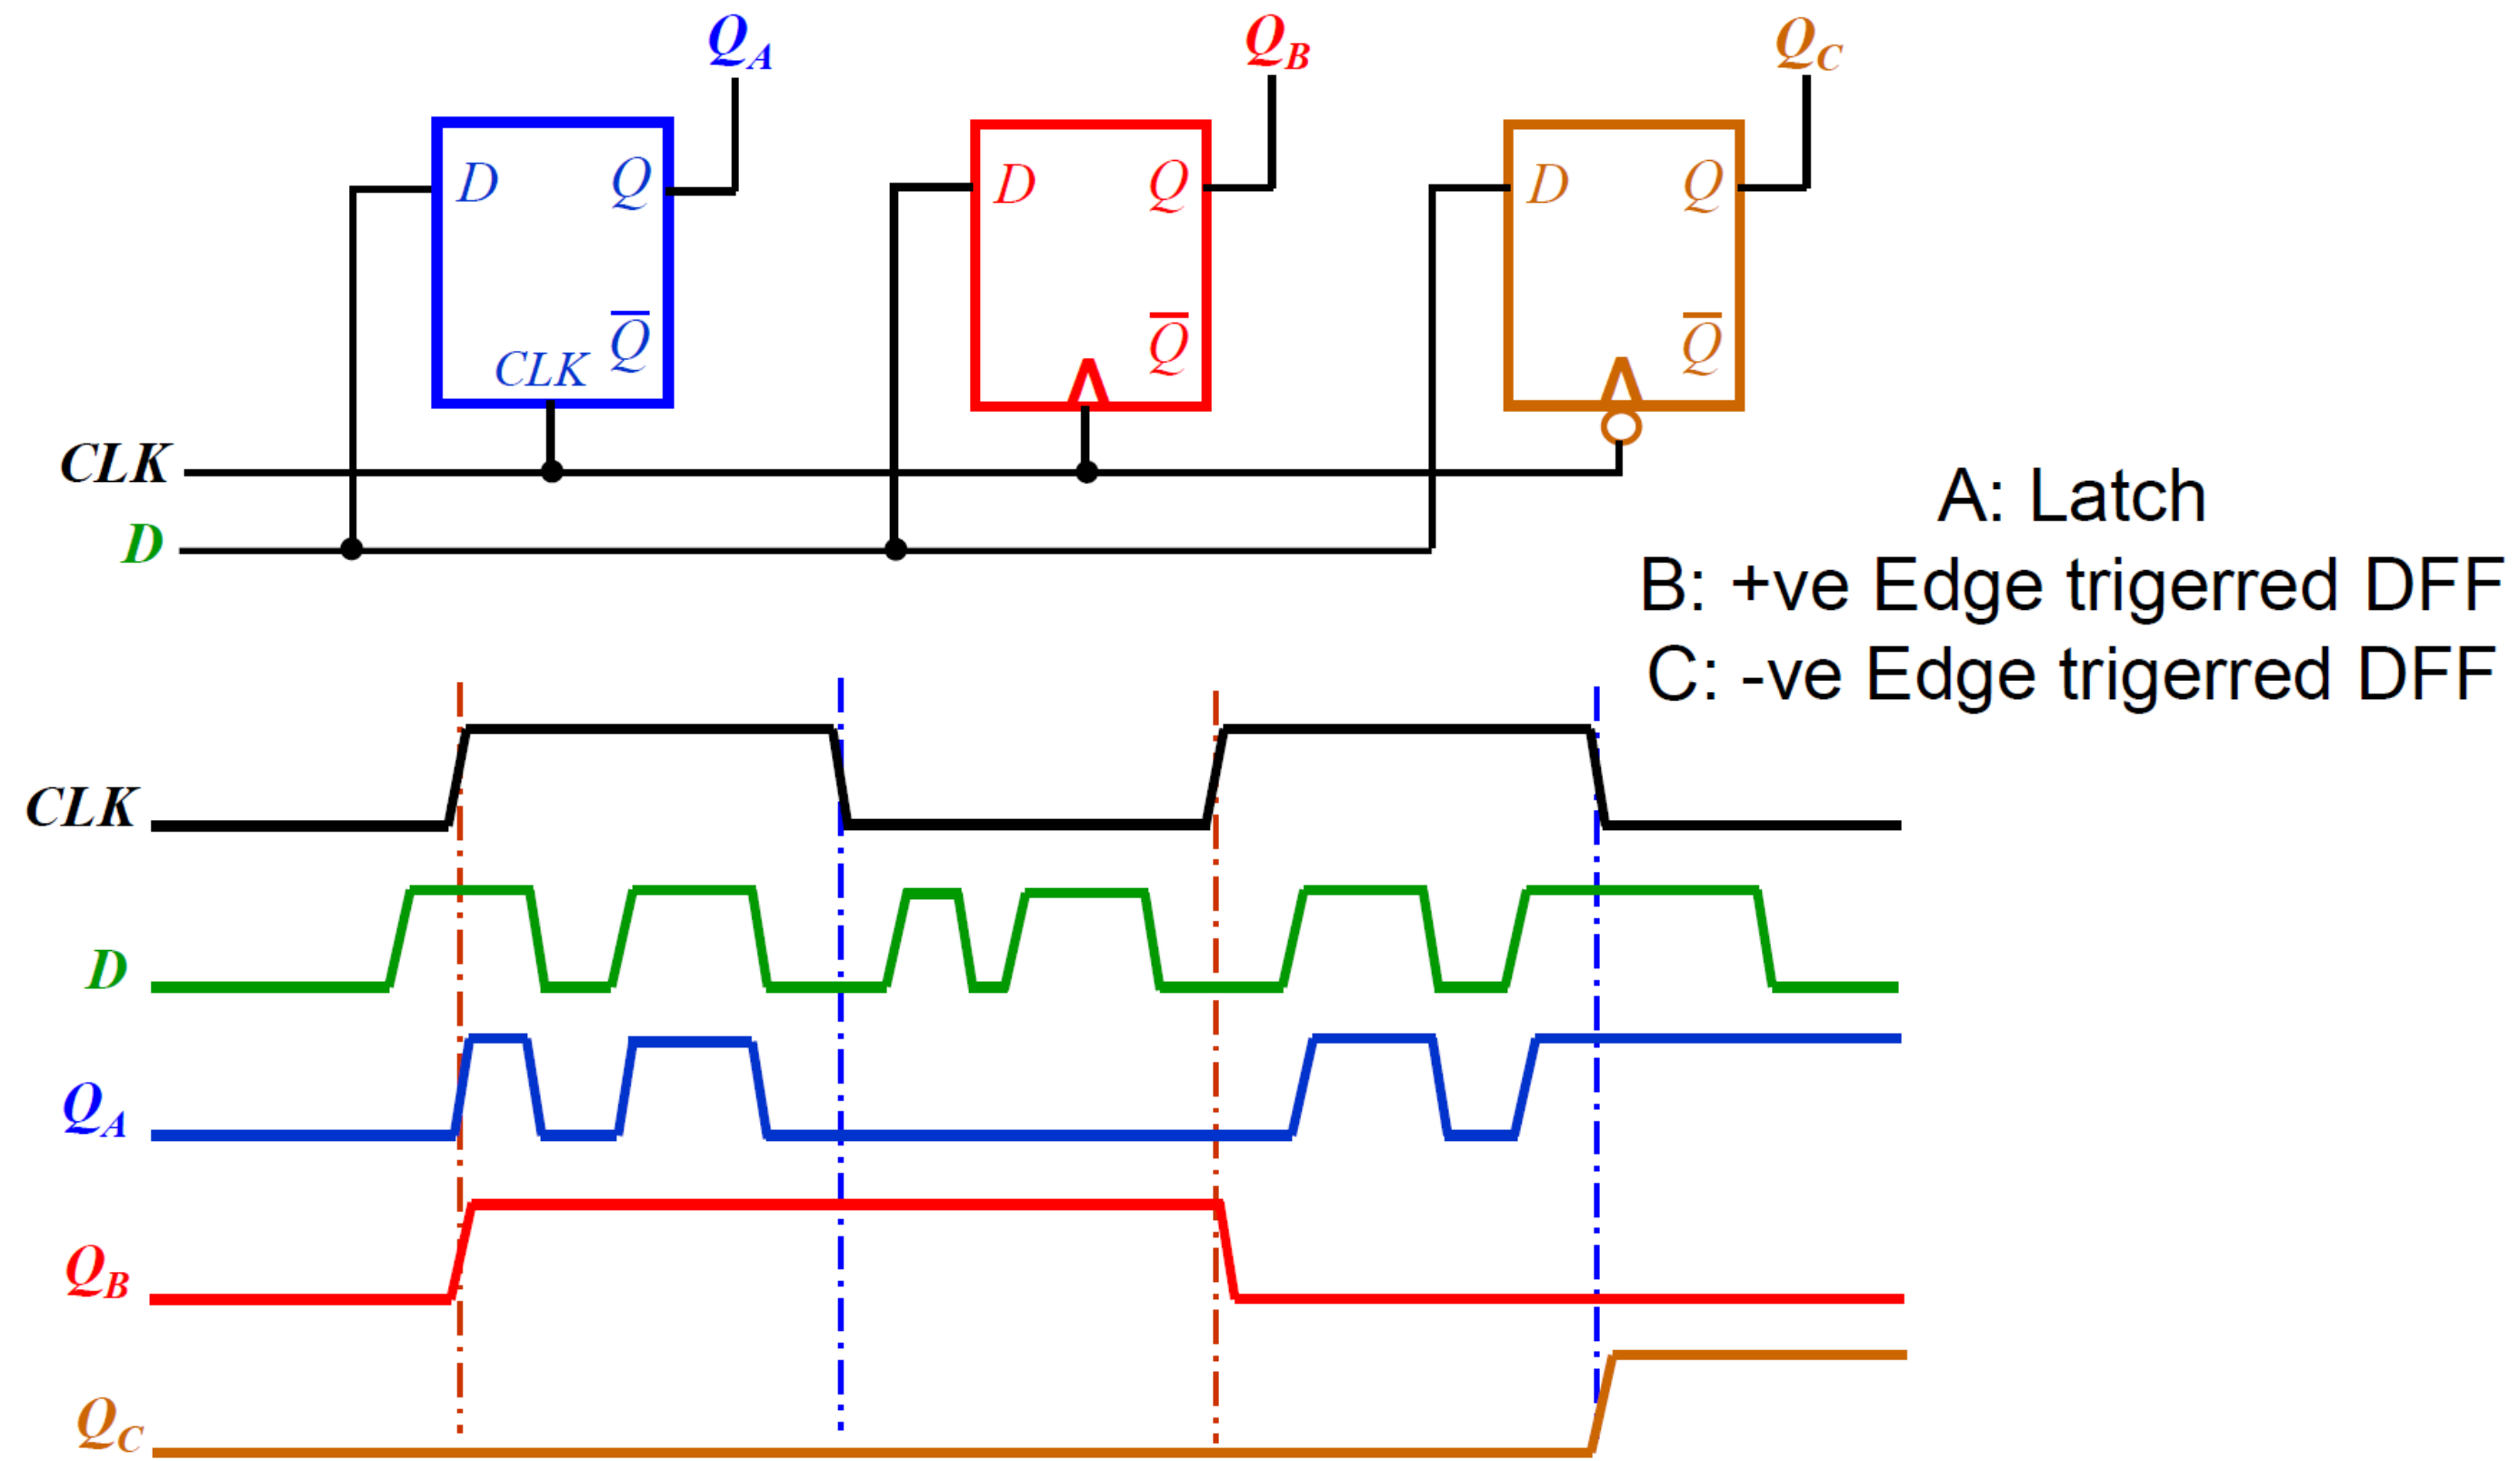 Q_A Q_B Q_C
D Q D Q D Q
Q̅ Q̅ Q̅
CLK
CLK
D
A: Latch
B: +ve Edge trigerred DFF
C: -ve Edge trigerred DFF
CLK
D
Q_A
Q_B
Q_C